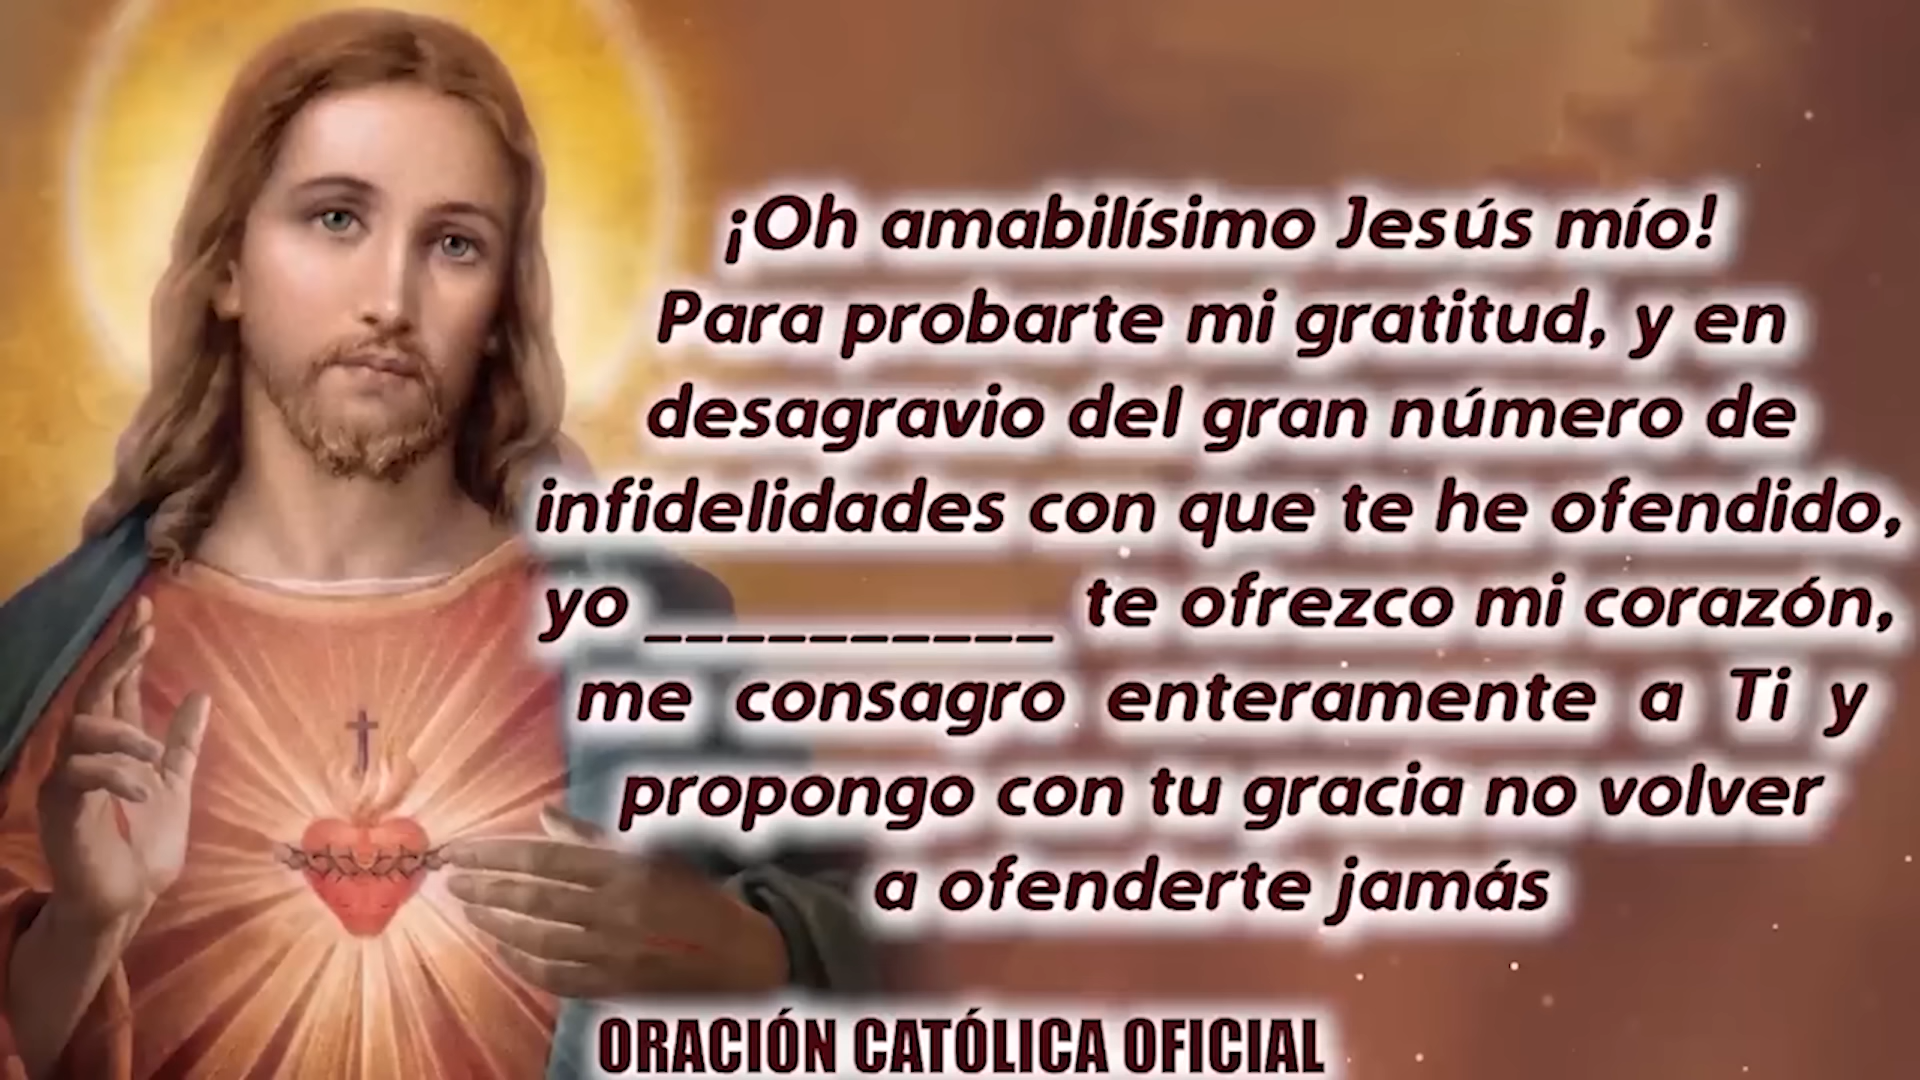 ¡Oh amabilísimo Jesús mío!
Para probarte mi gratitud, y en
desagravio del gran número de
infidelidades con que te he ofendido,
yo __________ te ofrezco mi corazón,
me consagro enteramente a Ti y
propongo con tu gracia no volver
a ofenderte jamás
ORACIÓN CATÓLICA OFICIAL